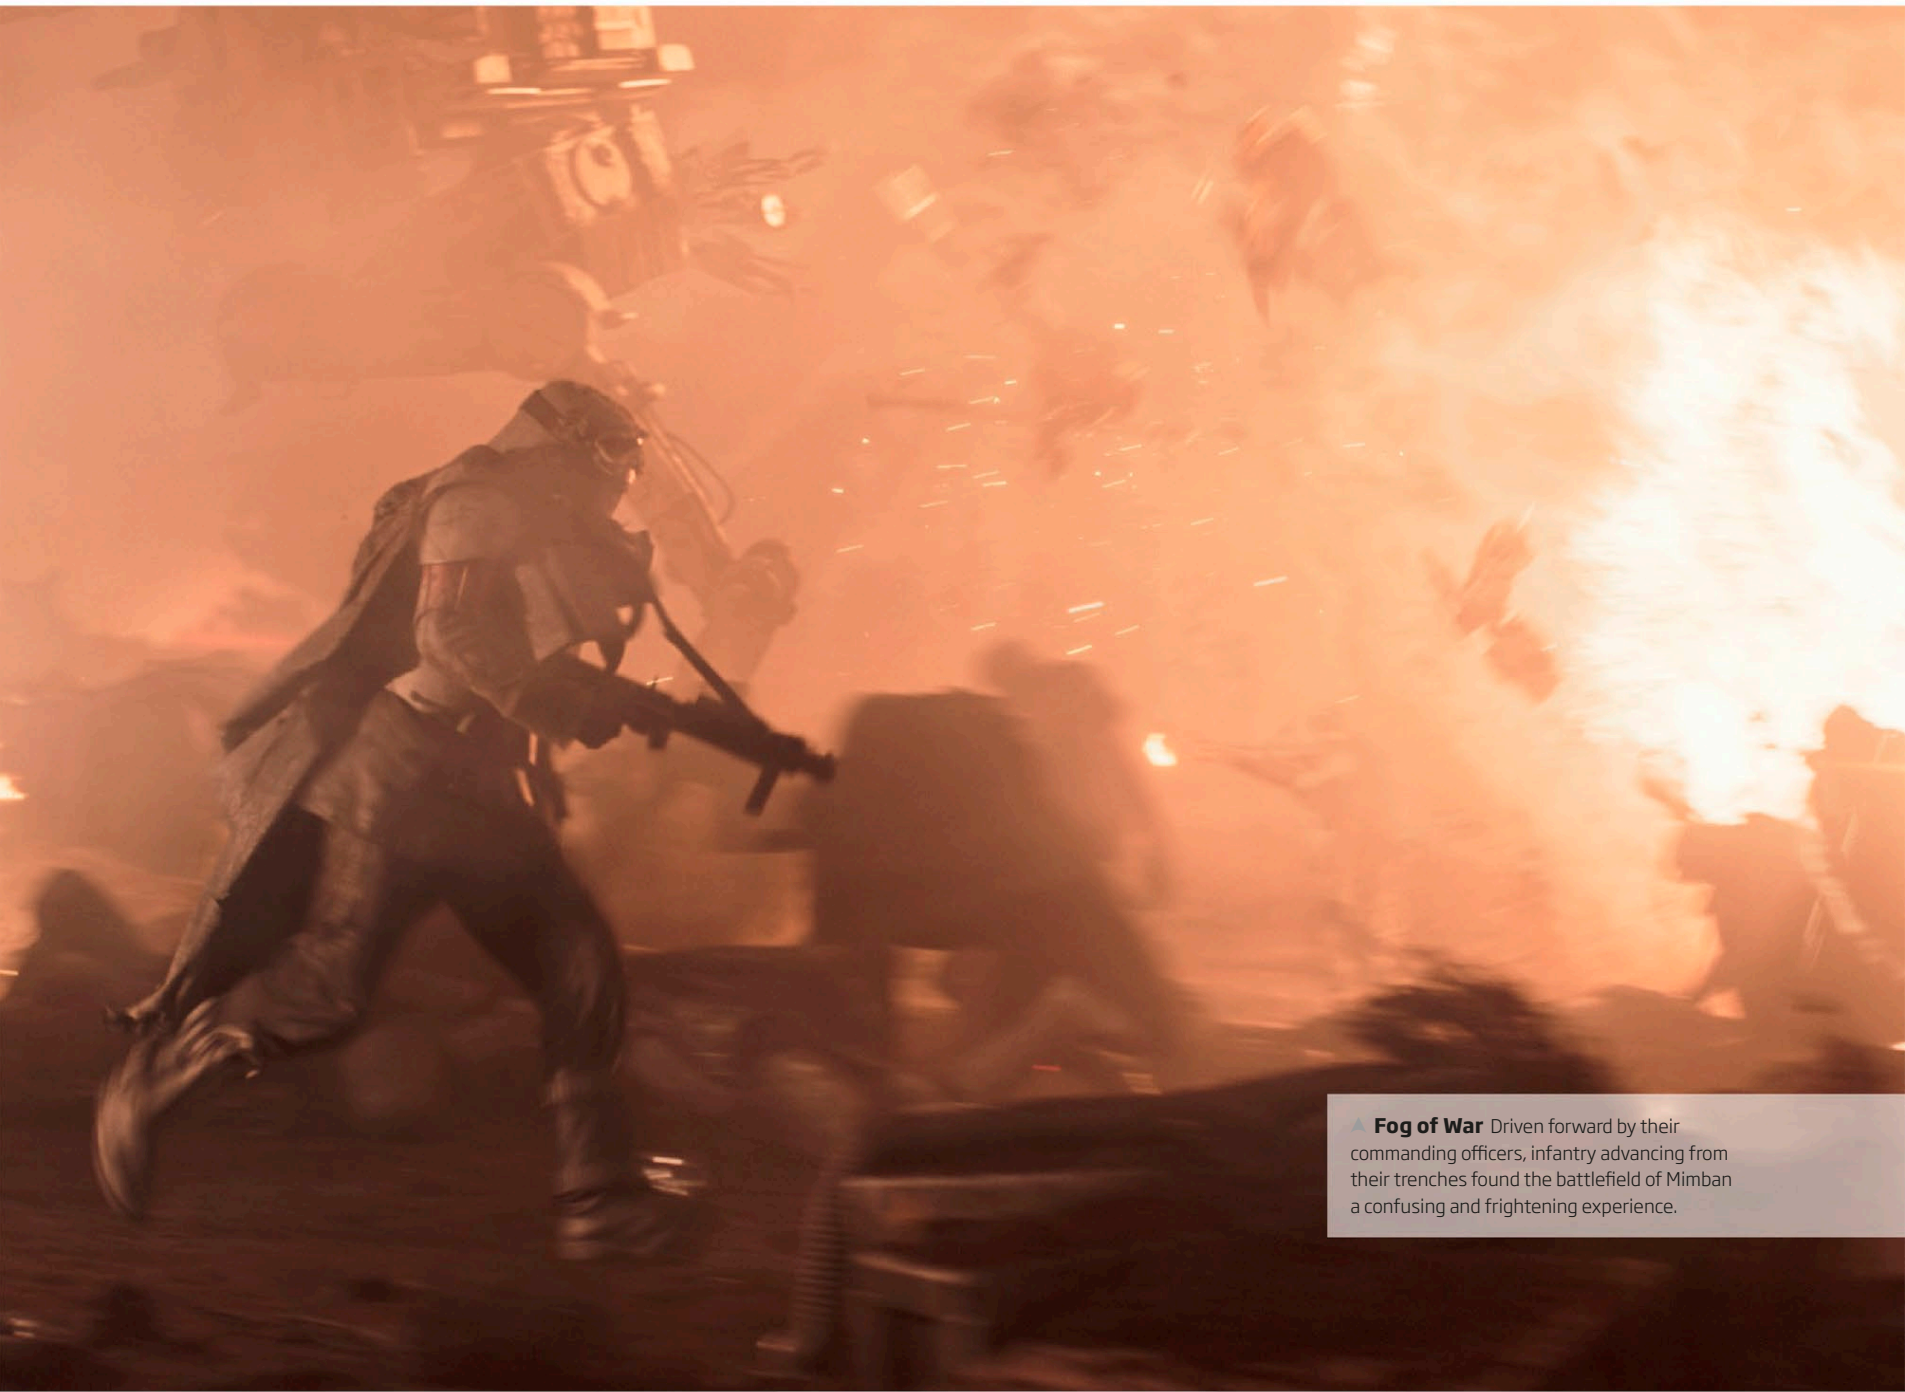 Fog of War Driven forward by their
commanding officers, infantry advancing from
their trenches found the battlefield of Mimban
a confusing and frightening experience.